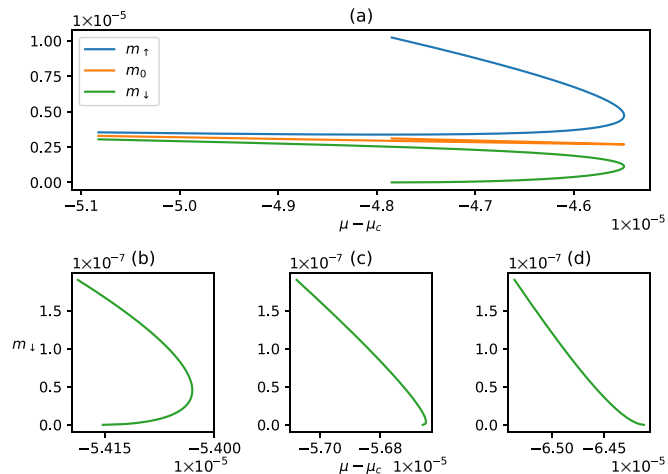 (a)
1×10⁻⁵
1.00
0.75
0.50
0.25
0.00
m↑
m₀
m↓
−5.1 −5.0 −4.9 −4.8 −4.7 −4.6
μ − μc 1×10⁻⁵
1×10⁻⁷ (b) 1×10⁻⁷ (c) 1×10⁻⁷ (d)
1.5 1.5 1.5
1.0 1.0 1.0
m↓
0.5 0.5 0.5
0.0 0.0 0.0
−5.415 −5.400 −5.70 −5.68 −6.50 −6.45
1×10⁻⁵ μ − μc 1×10⁻⁵ 1×10⁻⁵